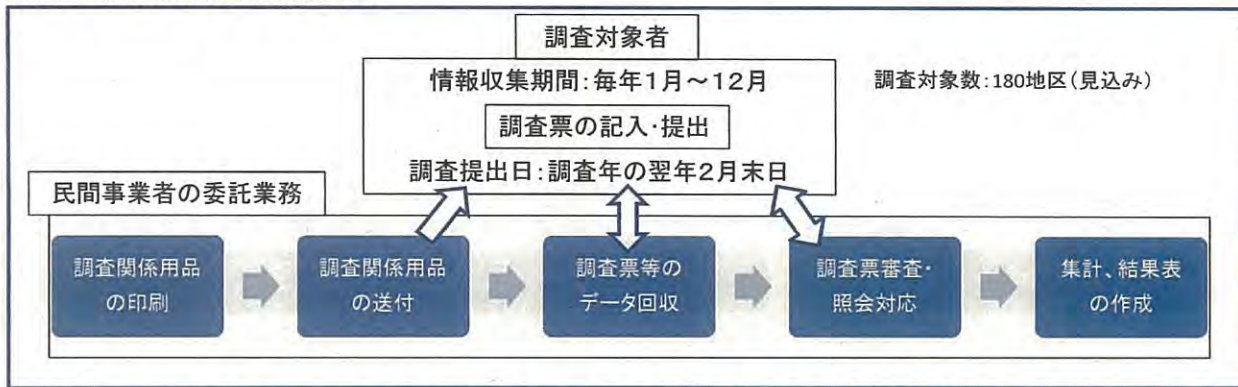 調査対象者
情報収集期間：毎年1月～12月
調査対象数：180地区（見込み）
調査票の記入・提出
調査提出日：調査年の翌年2月末日
民間事業者の委託業務
調査関係用品
の印刷
調査関係用品
の送付
調査票等の
データ回収
調査票審査・
照会対応
集計、結果表
の作成